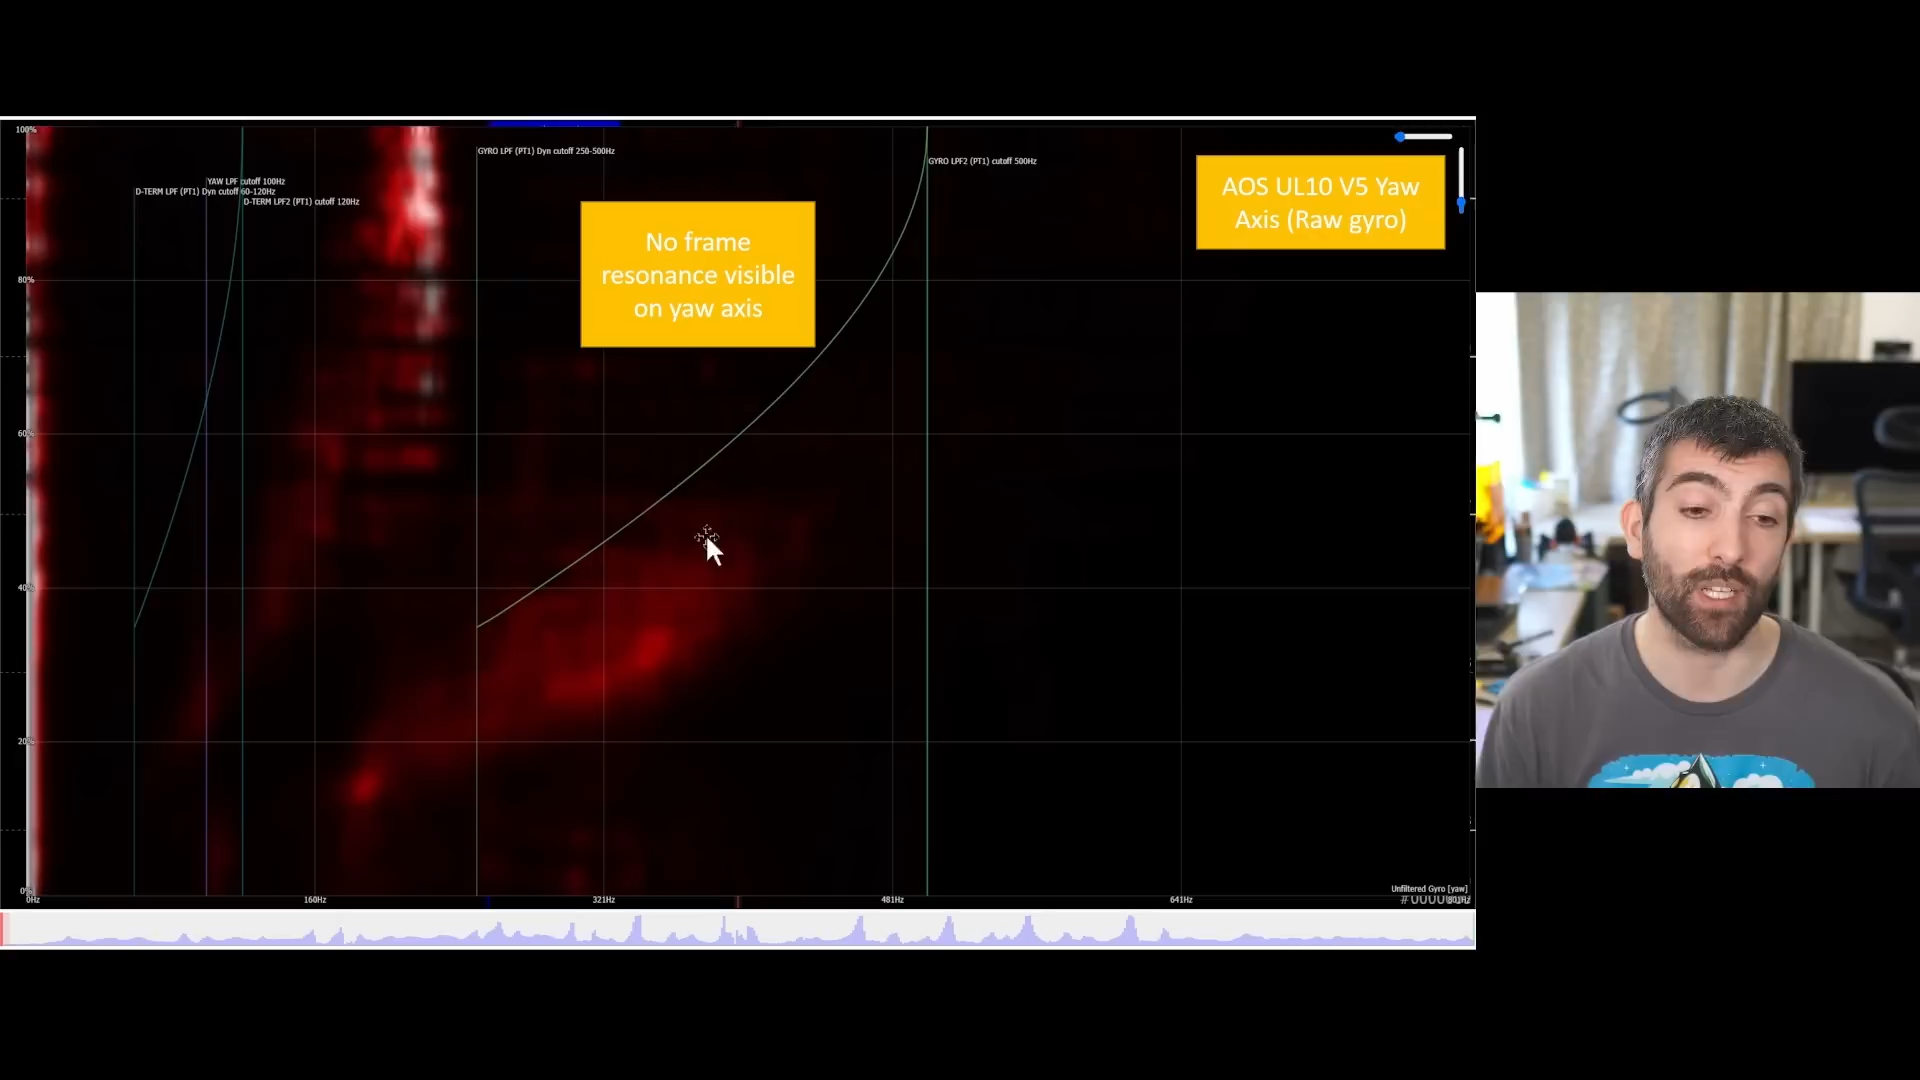 100%
GYRO LPF (PT1) Dyn cutoff 250-500Hz
GYRO LPF2 (PT1) cutoff 500Hz
YAW LPF cutoff 100Hz
D-TERM LPF (PT1) Dyn cutoff 60-120Hz
D-TERM LPF2 (PT1) cutoff 120Hz
AOS UL10 V5 Yaw
Axis (Raw gyro)
No frame
resonance visible
on yaw axis
80%
60%
40%
20%
0%
Unfiltered Gyro [yaw]
0Hz
160Hz
321Hz
481Hz
641Hz